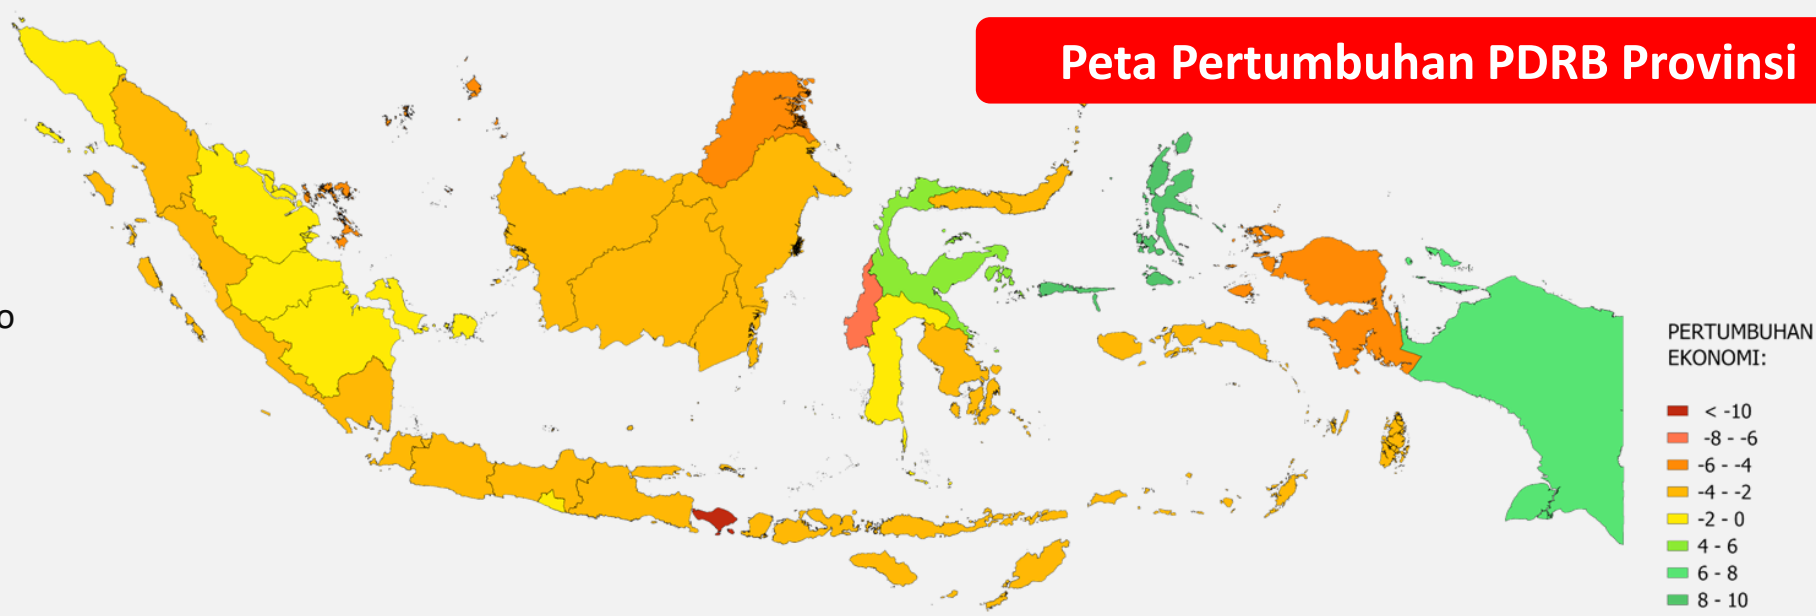 Peta Pertumbuhan PDRB Provinsi
o
PERTUMBUHAN
EKONOMI:
< -10
-8 - -6
-6 - -4
-4 - -2
-2 - 0
4 - 6
6 - 8
8 - 10